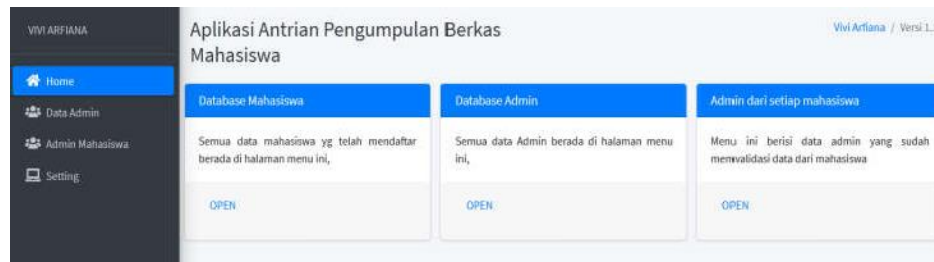 VIVI ARFIANA
Home
Data Admin
Admin Mahasiswa
Setting
Aplikasi Antrian Pengumpulan Berkas
Mahasiswa
Vivi Arfiana / Versi 1.
Database Mahasiswa
Semua data mahasiswa yg telah mendaftar
berada di halaman menu ini,
OPEN
Database Admin
Semua data Admin berada di halaman menu
ini,
OPEN
Admin dari setiap mahasiswa
Menu ini berisi data admin yang sudah
memvalidasi data dari mahasiswa
OPEN